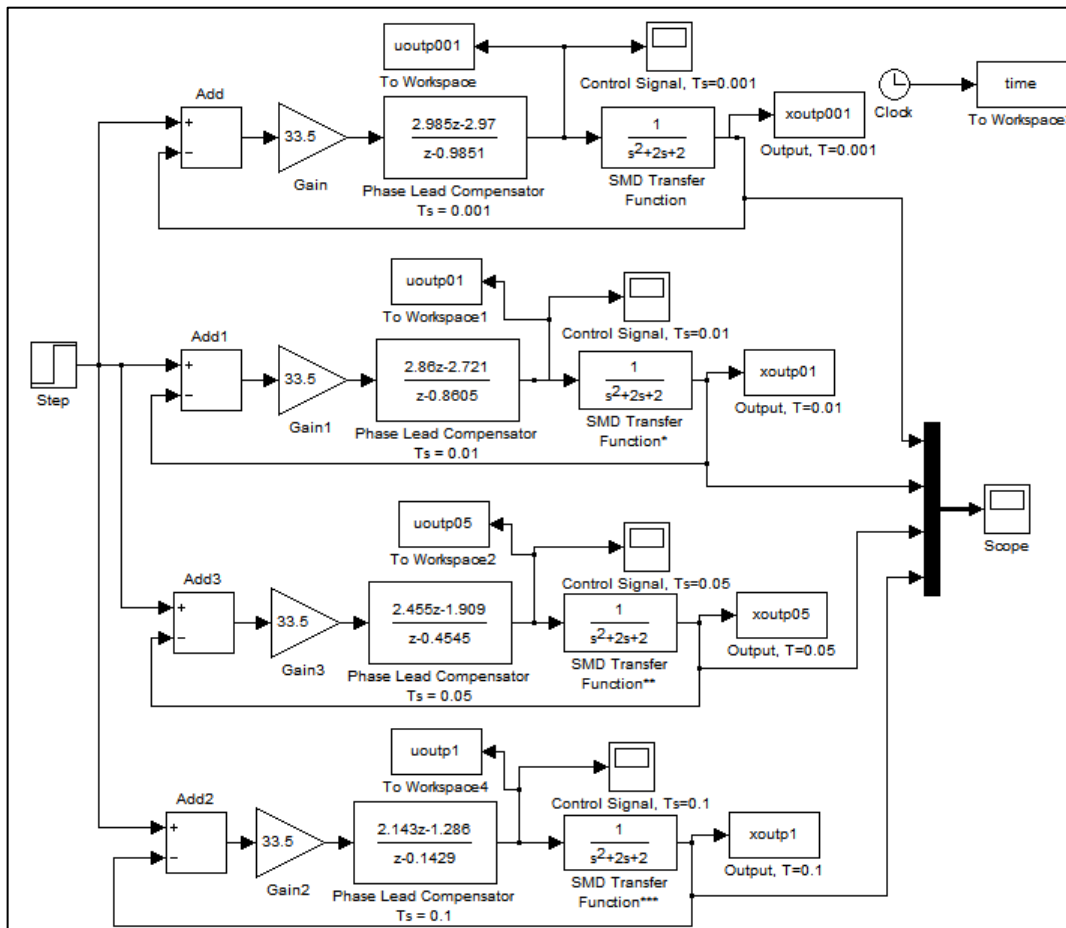 uoutp001
To Workspace
Control Signal, Ts=0.001
Clock
time
To Workspace
Add
+
−
33.5
Gain
2.985z-2.97
z-0.9851
Phase Lead Compensator
Ts = 0.001
1
s²+2s+2
SMD Transfer
Function
xoutp001
Output, T=0.001
uoutp01
To Workspace1
Control Signal, Ts=0.01
Step
Add1
+
−
33.5
Gain1
2.86z-2.721
z-0.8605
Phase Lead Compensator
Ts = 0.01
1
s²+2s+2
SMD Transfer
Function*
xoutp01
Output, T=0.01
Scope
uoutp05
To Workspace2
Control Signal, Ts=0.05
Add3
+
−
33.5
Gain3
2.455z-1.909
z-0.4545
Phase Lead Compensator
Ts = 0.05
1
s²+2s+2
SMD Transfer
Function**
xoutp05
Output, T=0.05
uoutp1
To Workspace4
Control Signal, Ts=0.1
Add2
+
−
33.5
Gain2
2.143z-1.286
z-0.1429
Phase Lead Compensator
Ts = 0.1
1
s²+2s+2
SMD Transfer
Function***
xoutp1
Output, T=0.1